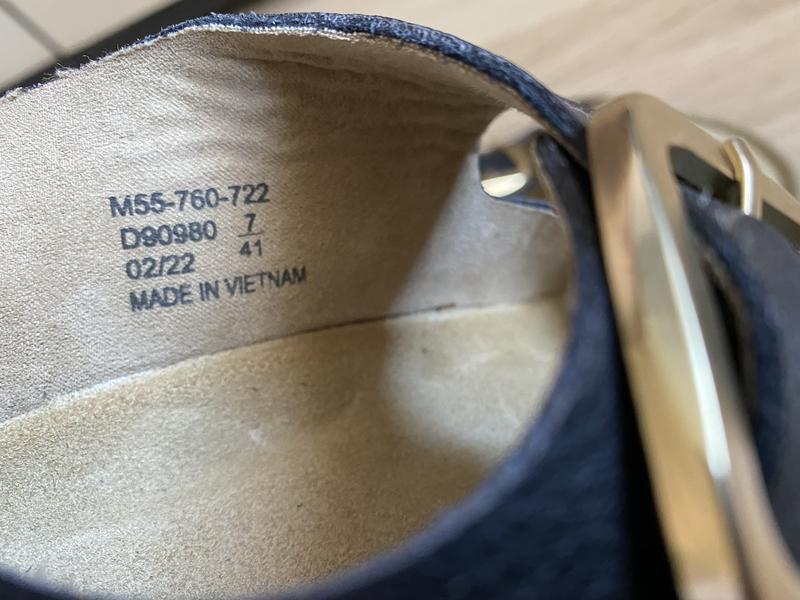 M55-760-722
D90980 7/41
02/22
MADE IN VIETNAM